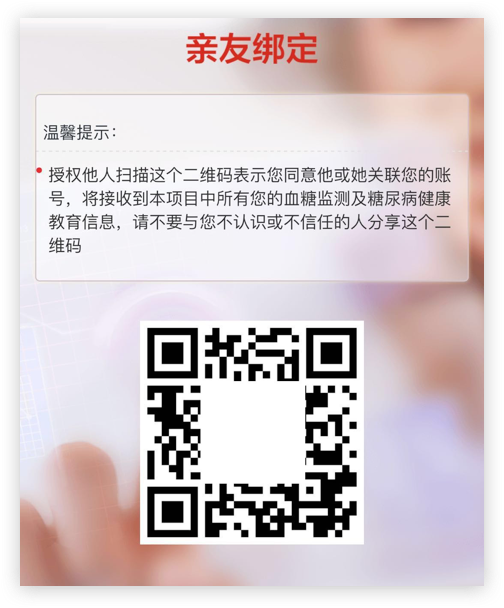 亲友绑定
温馨提示：
授权他人扫描这个二维码表示您同意他或她关联您的账
号，将接收到本项目中所有您的血糖监测及糖尿病健康
教育信息，请不要与您不认识或不信任的人分享这个二
维码